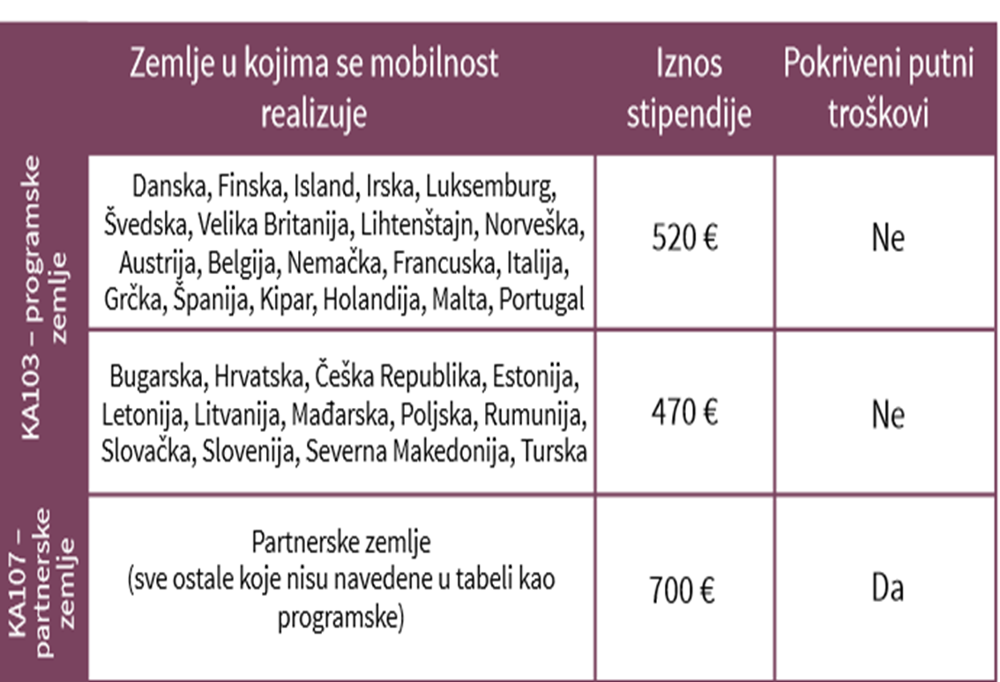 Zemlje u kojima se mobilnost
realizuje
Iznos
stipendije
Pokriveni putni
troškovi
KA103 – programske
zemlje
Danska, Finska, Island, Irska, Luksemburg,
Švedska, Velika Britanija, Lihtenštajn, Norveška,
Austrija, Belgija, Nemačka, Francuska, Italija,
Grčka, Španija, Kipar, Holandija, Malta, Portugal
520 €
Ne
Bugarska, Hrvatska, Češka Republika, Estonija,
Letonija, Litvanija, Mađarska, Poljska, Rumunija,
Slovačka, Slovenija, Severna Makedonija, Turska
470 €
Ne
KA107 –
partnerske
zemlje
Partnerske zemlje
(sve ostale koje nisu navedene u tabeli kao
programske)
700 €
Da